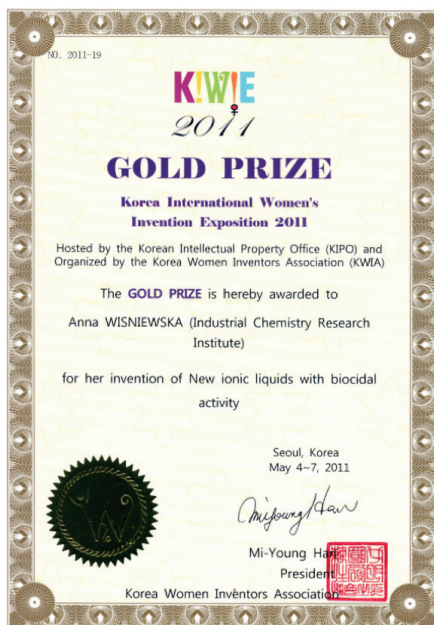 NO. 2011-19
K!W!E
2011
GOLD PRIZE
Korea International Women's
Invention Exposition 2011
Hosted by the Korean Intellectual Property Office (KIPO) and
Organized by the Korea Women Inventors Association (KWIA)
The GOLD PRIZE is hereby awarded to
Anna WISNIEWSKA (Industrial Chemistry Research
Institute)
for her invention of New ionic liquids with biocidal
activity
Seoul, Korea
May 4~7, 2011
Miyoung Han
Mi-Young Han
President
Korea Women Inventors Association